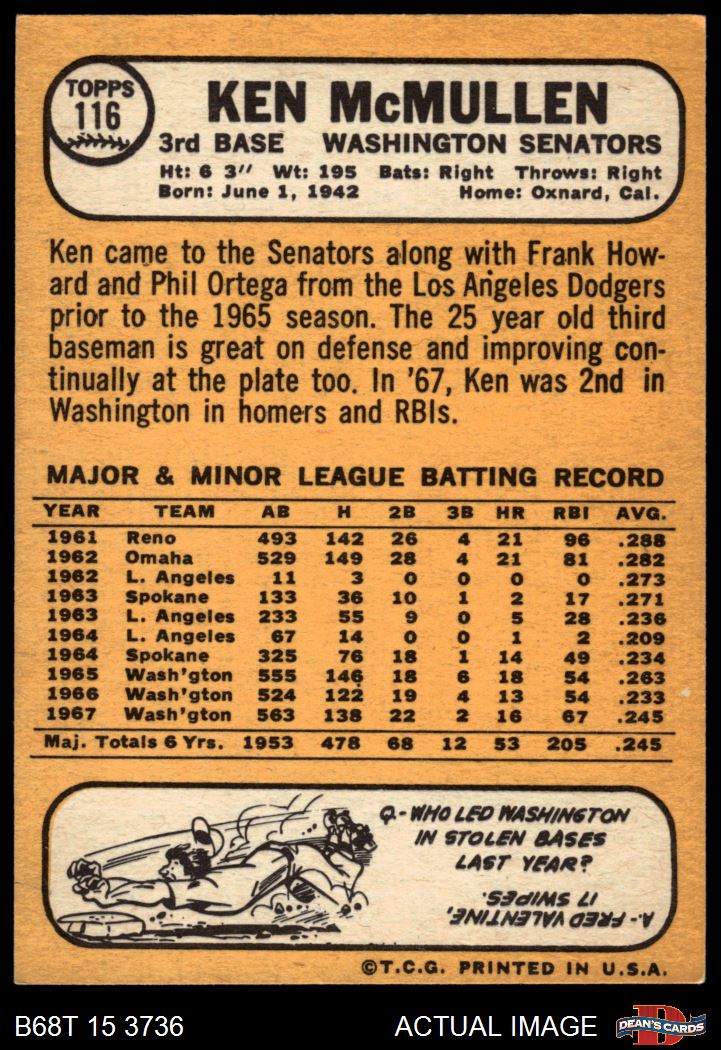 TOPPS
116
KEN McMULLEN
3rd BASE WASHINGTON SENATORS
Ht: 6 3" Wt: 195 Bats: Right Throws: Right
Born: June 1, 1942 Home: Oxnard, Cal.
Ken came to the Senators along with Frank How-
ard and Phil Ortega from the Los Angeles Dodgers
prior to the 1965 season. The 25 year old third
baseman is great on defense and improving con-
tinually at the plate too. In '67, Ken was 2nd in
Washington in homers and RBIs.
MAJOR & MINOR LEAGUE BATTING RECORD
YEAR TEAM AB H 2B 3B HR RBI AVG.
1961 Reno 493 142 26 4 21 96 .288
1962 Omaha 529 149 28 4 21 81 .282
1962 L. Angeles 11 3 0 0 0 0 .273
1963 Spokane 133 36 10 1 2 17 .271
1963 L. Angeles 233 55 9 0 5 28 .236
1964 L. Angeles 67 14 0 0 1 2 .209
1964 Spokane 325 76 18 1 14 49 .234
1965 Wash'gton 555 146 18 6 18 54 .263
1966 Wash'gton 524 122 19 4 13 54 .233
1967 Wash'gton 563 138 22 2 16 67 .245
Maj. Totals 6 Yrs. 1953 478 68 12 53 205 .245
Q-WHO LED WASHINGTON
IN STOLEN BASES
LAST YEAR?
A-FRED VALENTINE,
17 SWIPES.
©T.C.G. PRINTED IN U.S.A.
B68T 15 3736 ACTUAL IMAGE
D
DEAN'S CARDS